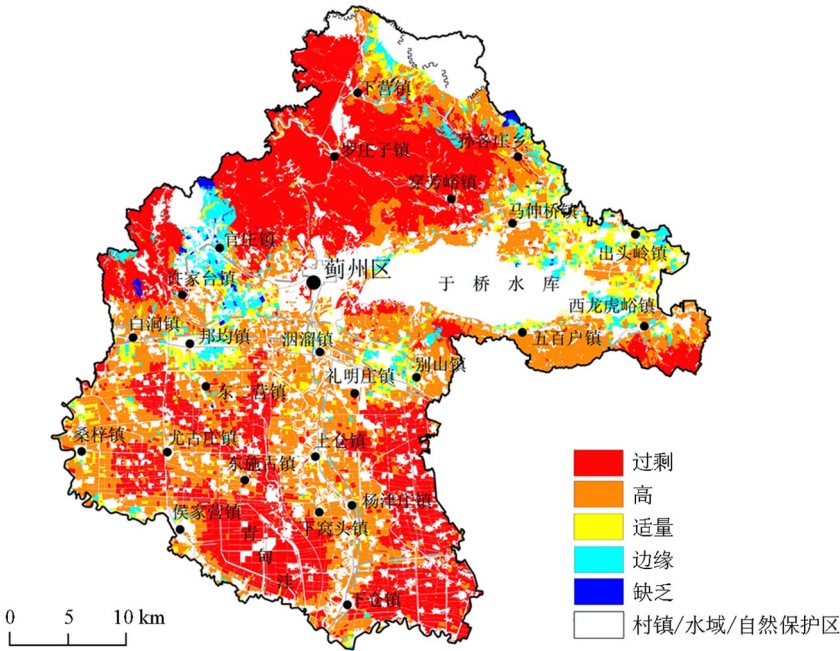 下营镇
罗庄子镇
孙各庄乡
穿芳峪镇
马伸桥镇
官庄镇
出头岭镇
蓟州区
许家台镇
于桥水库
西龙虎峪镇
白涧镇
邦均镇
洇溜镇
五百户镇
别山镇
礼明庄镇
东二营镇
桑梓镇
尤古庄镇
上仓镇
东施古镇
杨津庄镇
侯家营镇
下窝头镇
青
甸
洼
下仓镇
过剩
高
适量
边缘
缺乏
村镇/水域/自然保护区
0 5 10 km